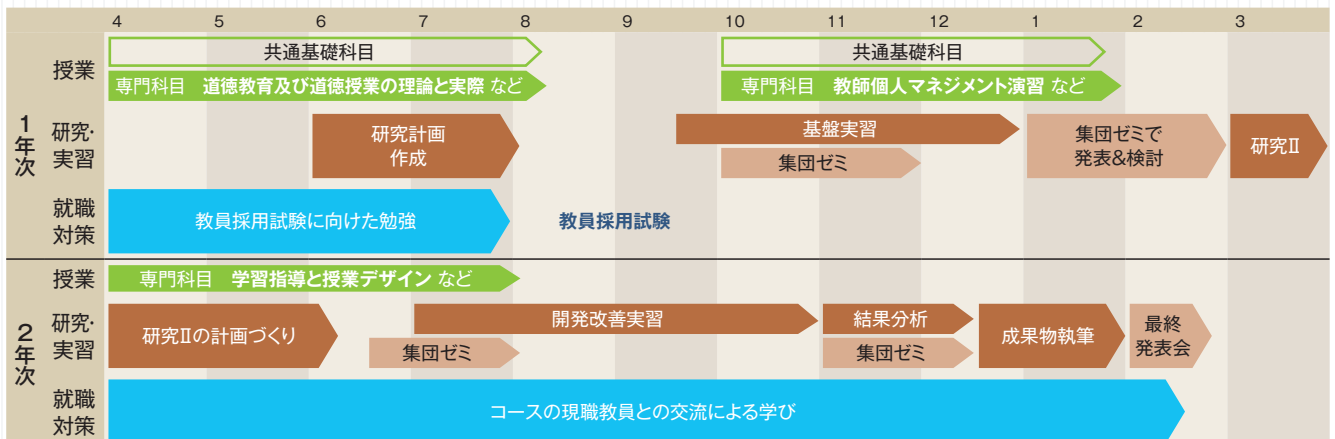 4 5 6 7 8 9 10 11 12 1 2 3
1年次
授業
共通基礎科目
共通基礎科目
専門科目 道徳教育及び道徳授業の理論と実際 など
専門科目 教師個人マネジメント演習 など
研究・
実習
研究計画
作成
基盤実習
集団ゼミ
集団ゼミで
発表&検討
研究Ⅱ
就職
対策
教員採用試験に向けた勉強
教員採用試験
2年次
授業
専門科目 学習指導と授業デザイン など
研究・
実習
研究Ⅱの計画づくり
開発改善実習
集団ゼミ
結果分析
集団ゼミ
成果物執筆
最終
発表会
就職
対策
コースの現職教員との交流による学び